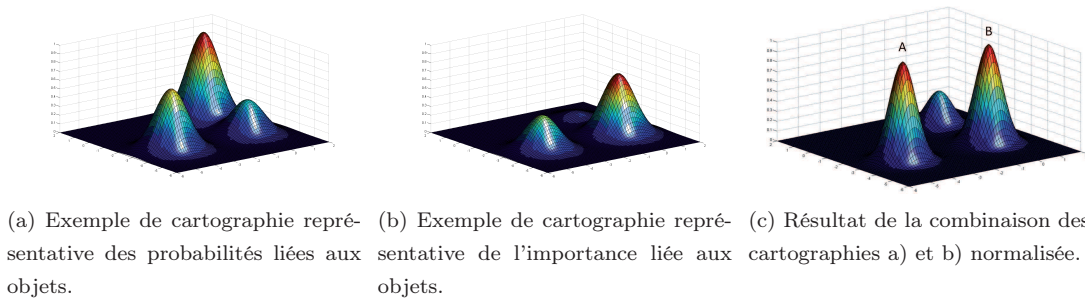 A
B
(a) Exemple de cartographie repré-
sentative des probabilités liées aux
objets.
(b) Exemple de cartographie repré-
sentative de l'importance liée aux
objets.
(c) Résultat de la combinaison des
cartographies a) et b) normalisée.